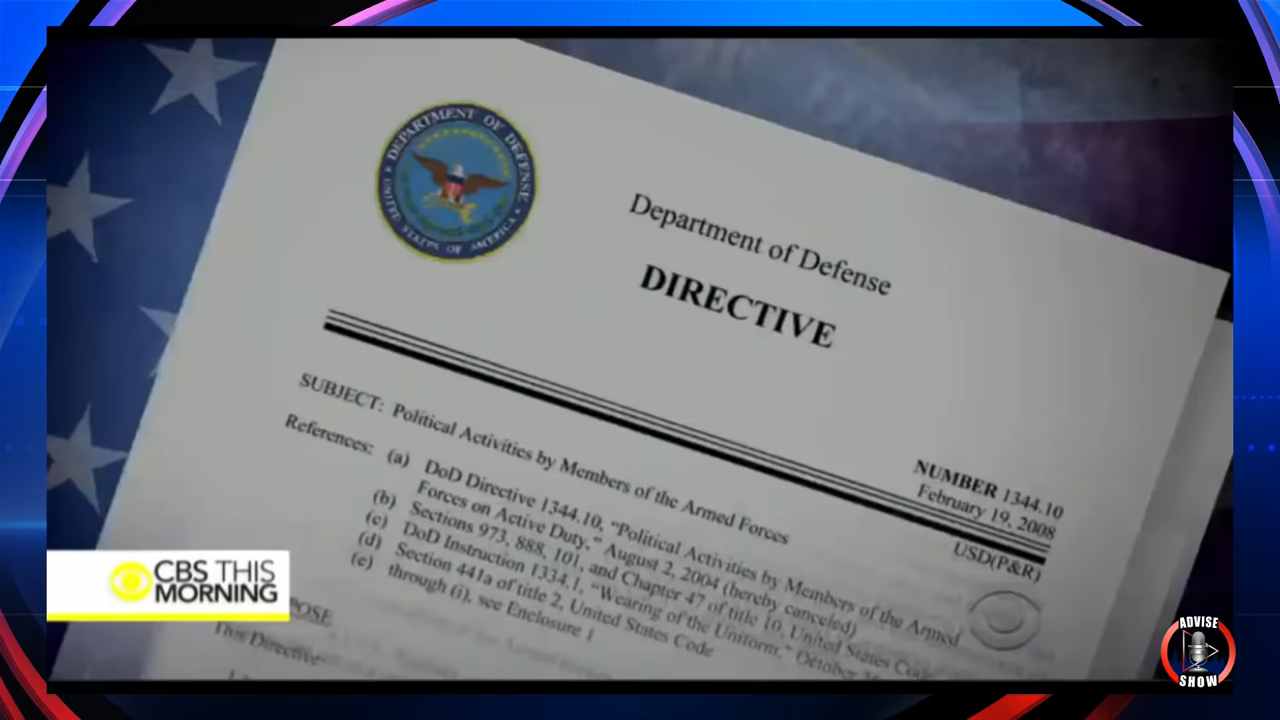 DEPARTMENT OF DEFENSE
UNITED STATES OF AMERICA
Department of Defense
DIRECTIVE
NUMBER 1344.10
February 19, 2008
USD(P&R)
SUBJECT: Political Activities by Members of the Armed Forces
References: (a) DoD Directive 1344.10, “Political Activities by Members of the Armed
Forces on Active Duty,” August 2, 2004 (hereby canceled)
(b) Sections 973, 888, 101, and Chapter 47 of title 10, United States Code
(c) DoD Instruction 1334.1, “Wearing of the Uniform,” October
(d) Section 441a of title 2, United States Code
(e) through (i), see Enclosure 1
POSE
This Directive
CBS THIS
MORNING
ADVISE
SHOW